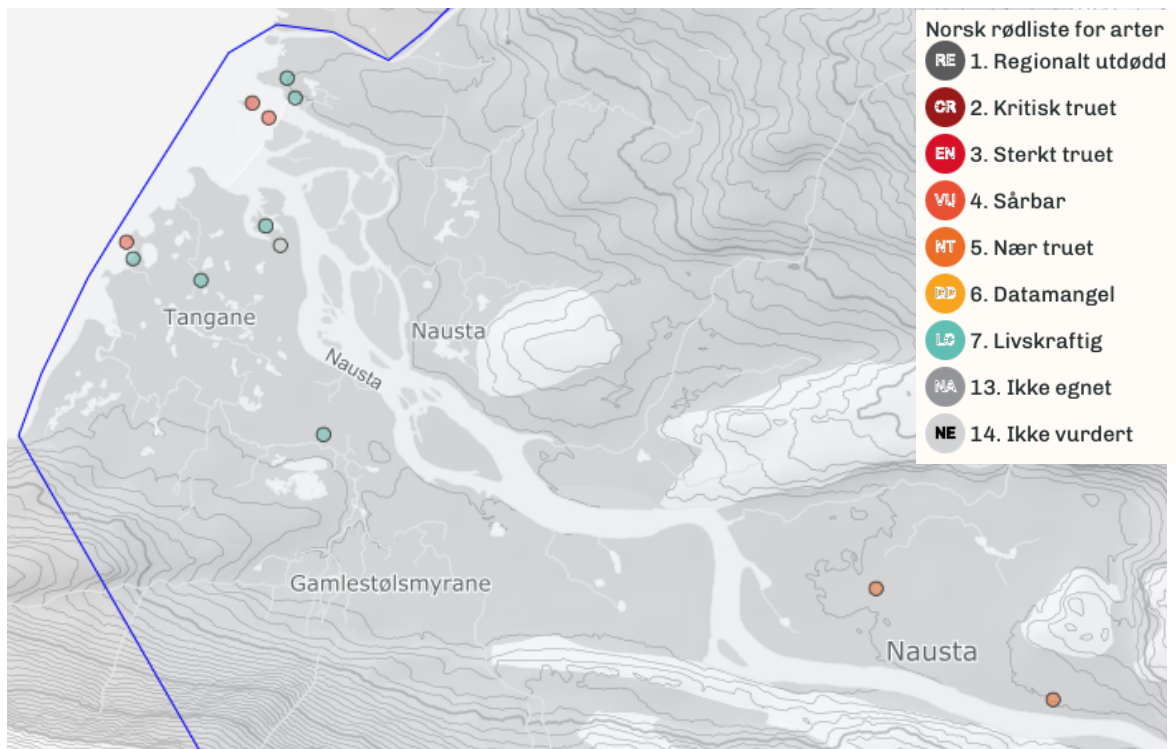 Norsk rødliste for arter
RE 1. Regionalt utdødd
CR 2. Kritisk truet
EN 3. Sterkt truet
VU 4. Sårbar
NT 5. Nær truet
DD 6. Datamangel
LC 7. Livskraftig
NA 13. Ikke egnet
NE 14. Ikke vurdert
Tangane
Nausta
Nausta
Gamlestølsmyrane
Nausta